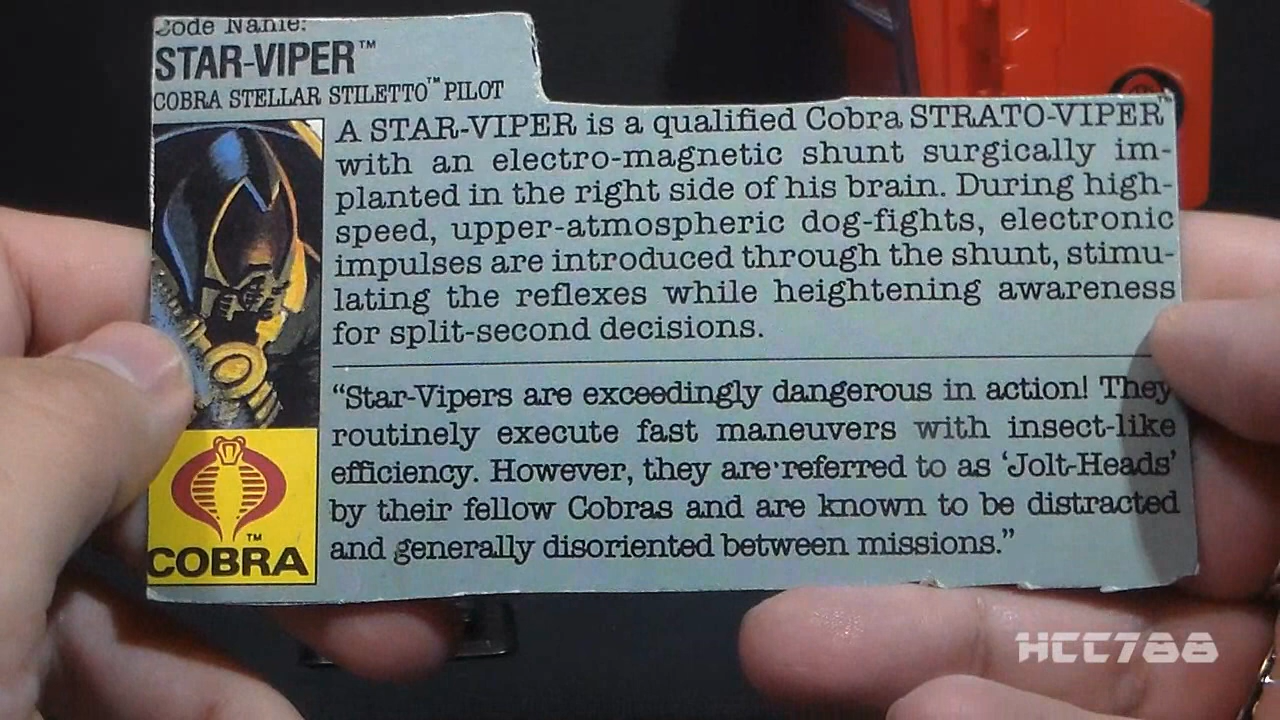 Code Name:
STAR-VIPER™
COBRA STELLAR STILETTO™ PILOT
A STAR-VIPER is a qualified Cobra STRATO-VIPER™
with an electro-magnetic shunt surgically im-
planted in the right side of his brain. During high-
speed, upper-atmospheric dog-fights, electronic
impulses are introduced through the shunt, stimu-
lating the reflexes while heightening awareness
for split-second decisions.
“Star-Vipers are exceedingly dangerous in action! They
routinely execute fast maneuvers with insect-like
efficiency. However, they are referred to as ‘Jolt-Heads’
by their fellow Cobras and are known to be distracted
and generally disoriented between missions.”
™
COBRA
HCC788